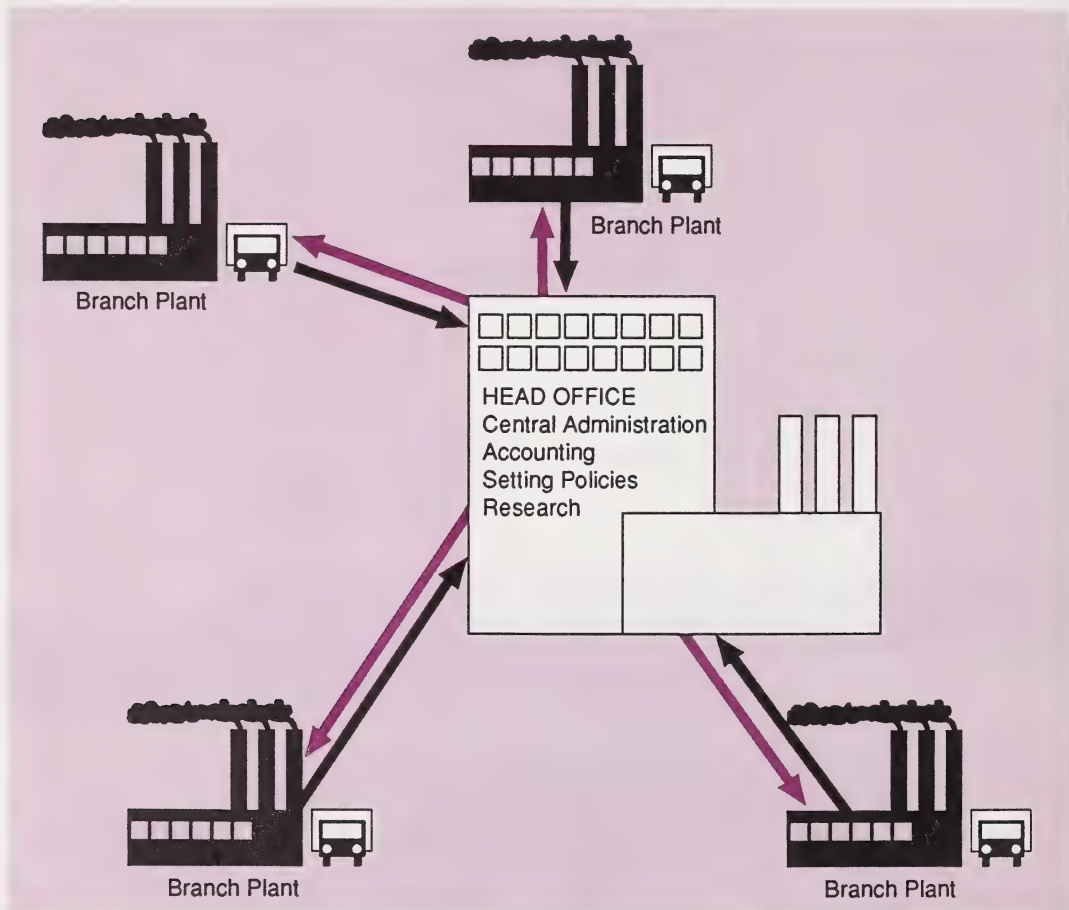 Branch Plant
Branch Plant
HEAD OFFICE
Central Administration
Accounting
Setting Policies
Research
Branch Plant
Branch Plant